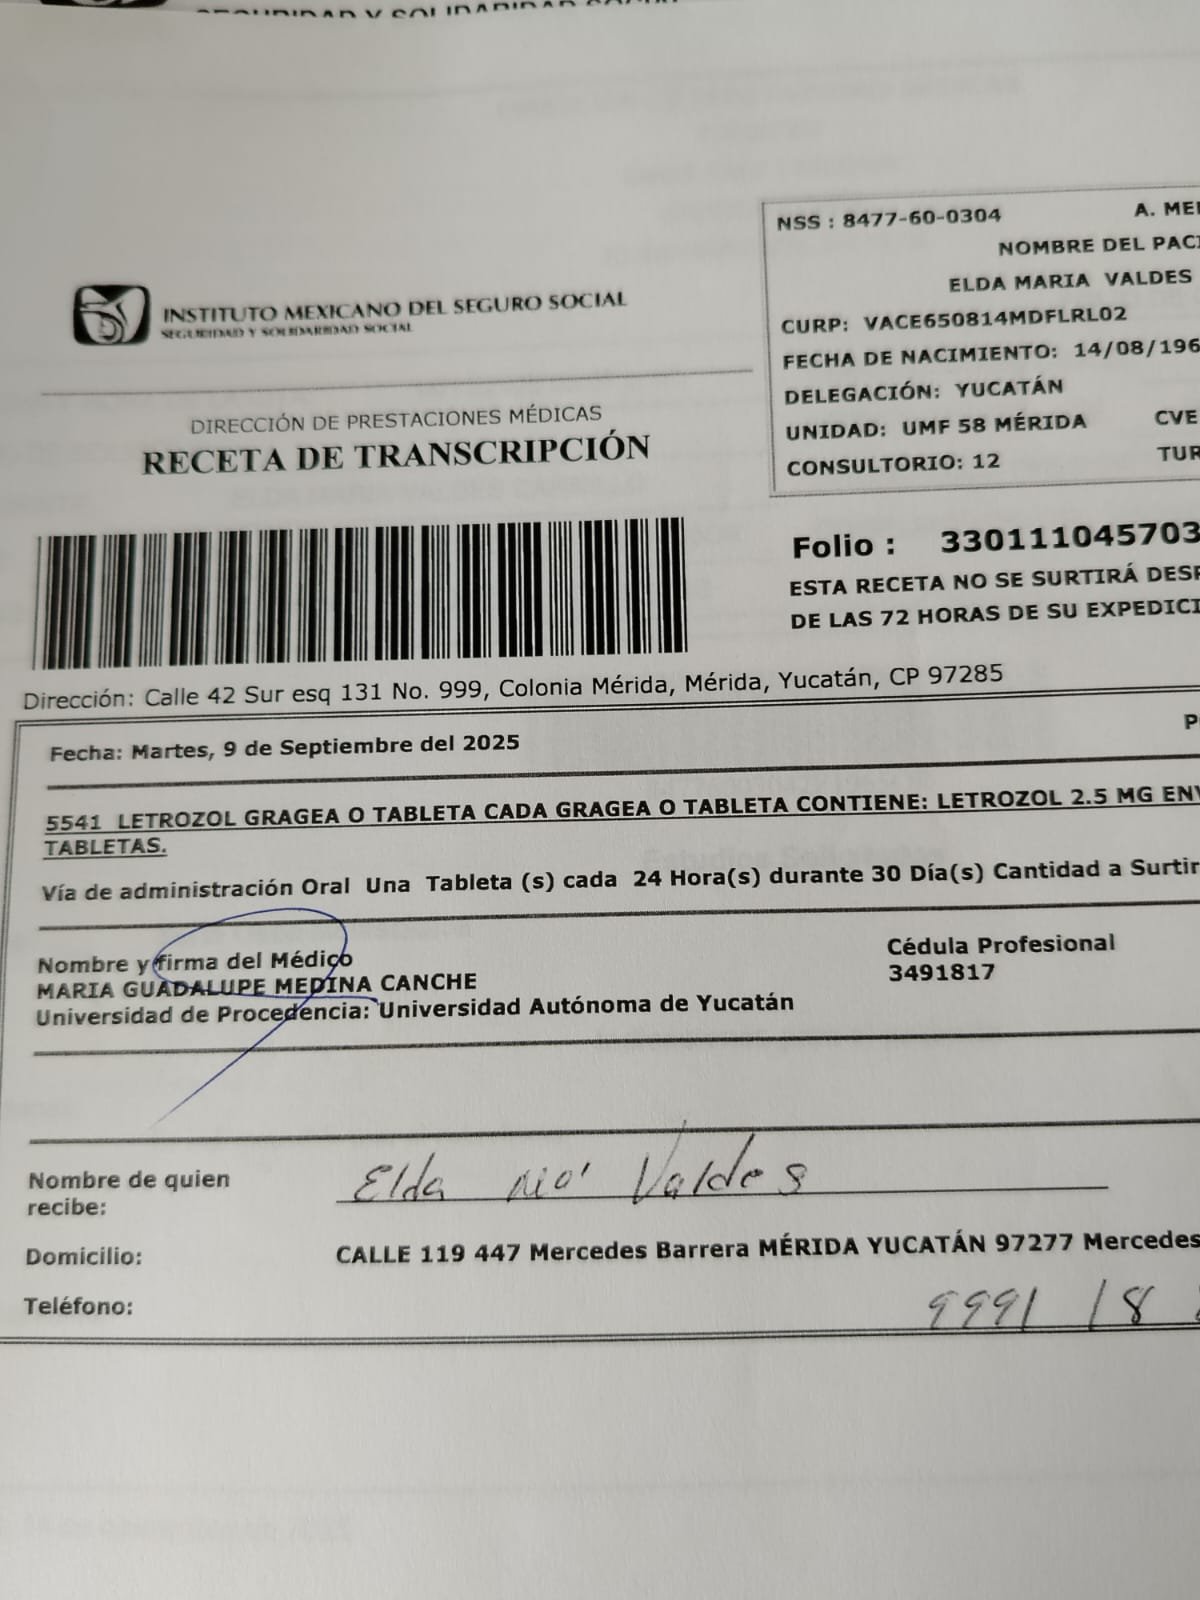 INSTITUTO MEXICANO DEL SEGURO SOCIAL
SEGURIDAD Y SOLIDARIDAD SOCIAL
DIRECCIÓN DE PRESTACIONES MÉDICAS
RECETA DE TRANSCRIPCIÓN
NSS : 8477-60-0304 A. MED
NOMBRE DEL PACI
ELDA MARIA VALDES
CURP: VACE650814MDFLRL02
FECHA DE NACIMIENTO: 14/08/196
DELEGACIÓN: YUCATÁN
UNIDAD: UMF 58 MÉRIDA CVE
CONSULTORIO: 12 TUR
Folio : 330111045703
ESTA RECETA NO SE SURTIRÁ DESP
DE LAS 72 HORAS DE SU EXPEDICI
Dirección: Calle 42 Sur esq 131 No. 999, Colonia Mérida, Mérida, Yucatán, CP 97285
Fecha: Martes, 9 de Septiembre del 2025
5541 LETROZOL GRAGEA O TABLETA CADA GRAGEA O TABLETA CONTIENE: LETROZOL 2.5 MG ENV
TABLETAS.
Vía de administración Oral Una Tableta (s) cada 24 Hora(s) durante 30 Día(s) Cantidad a Surtir
Nombre y firma del Médico
MARIA GUADALUPE MEDINA CANCHE
Universidad de Procedencia: Universidad Autónoma de Yucatán
Cédula Profesional
3491817
Nombre de quien
recibe:
Elda Ma Valdes
Domicilio:
CALLE 119 447 Mercedes Barrera MÉRIDA YUCATÁN 97277 Mercedes
Teléfono:
9991 18